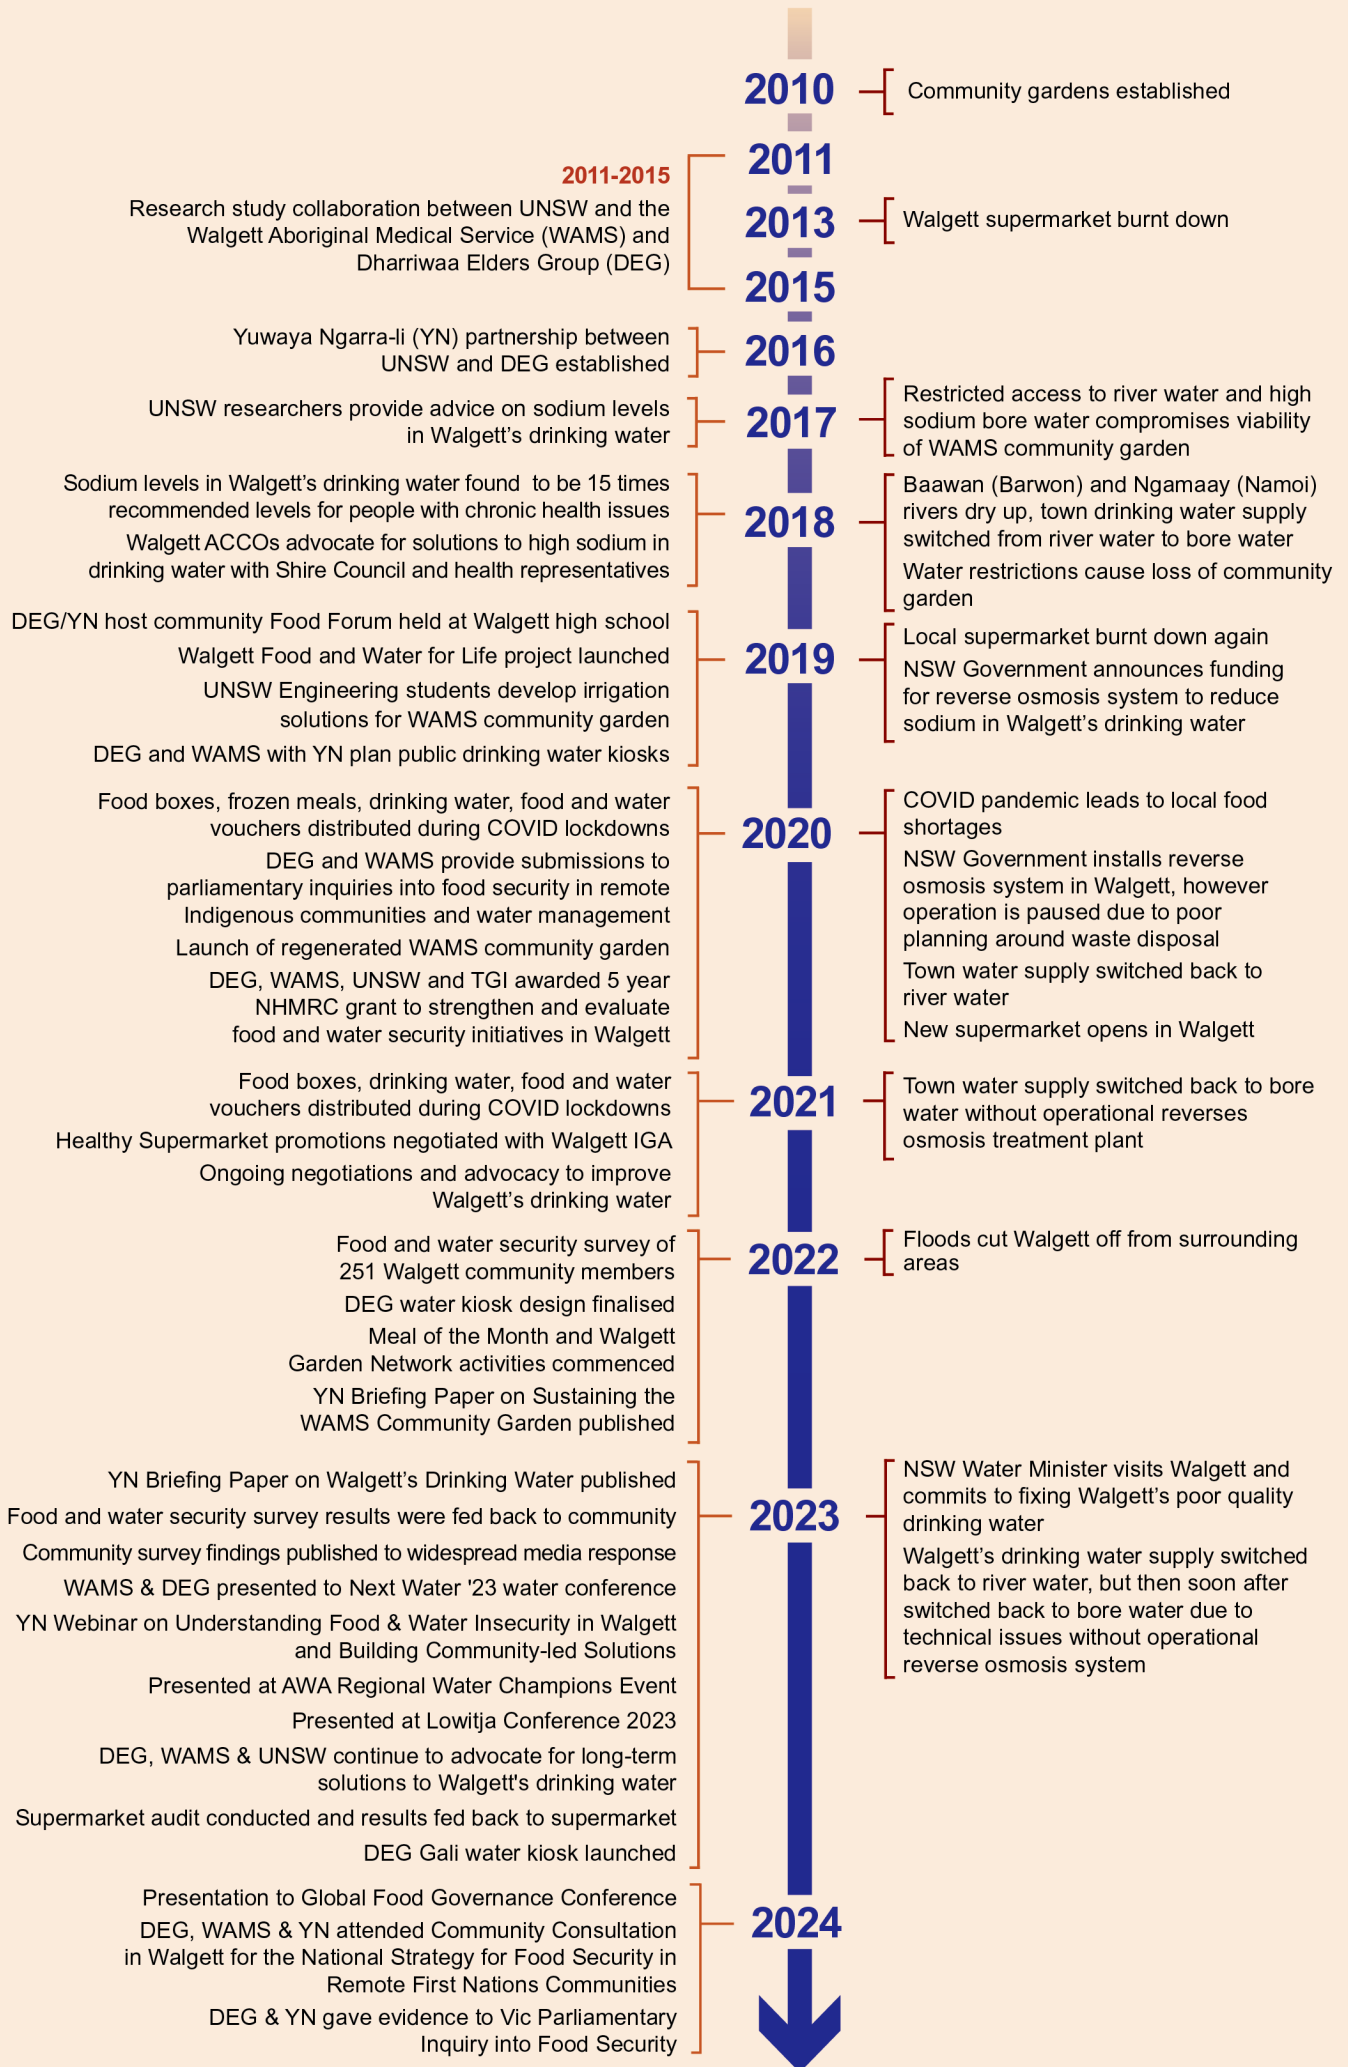 2010
Community gardens established
2011
2011-2015
Research study collaboration between UNSW and the
Walgett Aboriginal Medical Service (WAMS) and
Dharriwaa Elders Group (DEG)
2013
Walgett supermarket burnt down
2015
Yuwaya Ngarra-li (YN) partnership between
UNSW and DEG established
2016
UNSW researchers provide advice on sodium levels
in Walgett’s drinking water
2017
Restricted access to river water and high
sodium bore water compromises viability
of WAMS community garden
Sodium levels in Walgett’s drinking water found to be 15 times
recommended levels for people with chronic health issues
Walgett ACCOs advocate for solutions to high sodium in
drinking water with Shire Council and health representatives
2018
Baawan (Barwon) and Ngamaay (Namoi)
rivers dry up, town drinking water supply
switched from river water to bore water
Water restrictions cause loss of community
garden
DEG/YN host community Food Forum held at Walgett high school
Walgett Food and Water for Life project launched
UNSW Engineering students develop irrigation
solutions for WAMS community garden
DEG and WAMS with YN plan public drinking water kiosks
2019
Local supermarket burnt down again
NSW Government announces funding
for reverse osmosis system to reduce
sodium in Walgett’s drinking water
Food boxes, frozen meals, drinking water, food and water
vouchers distributed during COVID lockdowns
DEG and WAMS provide submissions to
parliamentary inquiries into food security in remote
Indigenous communities and water management
Launch of regenerated WAMS community garden
DEG, WAMS, UNSW and TGI awarded 5 year
NHMRC grant to strengthen and evaluate
food and water security initiatives in Walgett
2020
COVID pandemic leads to local food
shortages
NSW Government installs reverse
osmosis system in Walgett, however
operation is paused due to poor
planning around waste disposal
Town water supply switched back to
river water
New supermarket opens in Walgett
Food boxes, drinking water, food and water
vouchers distributed during COVID lockdowns
Healthy Supermarket promotions negotiated with Walgett IGA
Ongoing negotiations and advocacy to improve
Walgett’s drinking water
2021
Town water supply switched back to bore
water without operational reverses
osmosis treatment plant
Food and water security survey of
251 Walgett community members
DEG water kiosk design finalised
Meal of the Month and Walgett
Garden Network activities commenced
YN Briefing Paper on Sustaining the
WAMS Community Garden published
2022
Floods cut Walgett off from surrounding
areas
YN Briefing Paper on Walgett’s Drinking Water published
Food and water security survey results were fed back to community
Community survey findings published to widespread media response
WAMS & DEG presented to Next Water '23 water conference
YN Webinar on Understanding Food & Water Insecurity in Walgett
and Building Community-led Solutions
Presented at AWA Regional Water Champions Event
Presented at Lowitja Conference 2023
DEG, WAMS & UNSW continue to advocate for long-term
solutions to Walgett's drinking water
Supermarket audit conducted and results fed back to supermarket
DEG Gali water kiosk launched
2023
NSW Water Minister visits Walgett and
commits to fixing Walgett’s poor quality
drinking water
Walgett’s drinking water supply switched
back to river water, but then soon after
switched back to bore water due to
technical issues without operational
reverse osmosis system
Presentation to Global Food Governance Conference
DEG, WAMS & YN attended Community Consultation
in Walgett for the National Strategy for Food Security in
Remote First Nations Communities
DEG & YN gave evidence to Vic Parliamentary
Inquiry into Food Security
2024